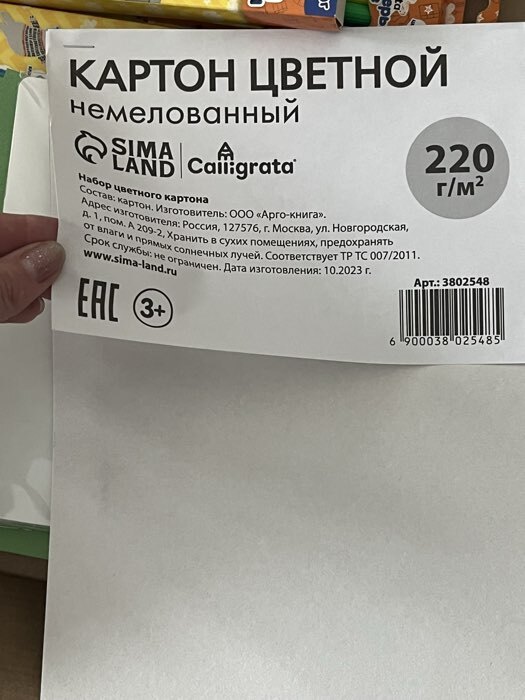 КАРТОН ЦВЕТНОЙ
немелованный
SIMA
LAND
Calligrata
220
г/м²
Набор цветного картона
Состав: картон. Изготовитель: ООО «Арго-книга».
Адрес изготовителя: Россия, 127576, г. Москва, ул. Новгородская,
д. 1, пом. А 209-2, Хранить в сухих помещениях, предохранять
от влаги и прямых солнечных лучей. Соответствует ТР ТС 007/2011.
Срок службы: не ограничен. Дата изготовления: 10.2023 г.
www.sima-land.ru
EAC
3+
Арт.: 3802548
6 900038 025485